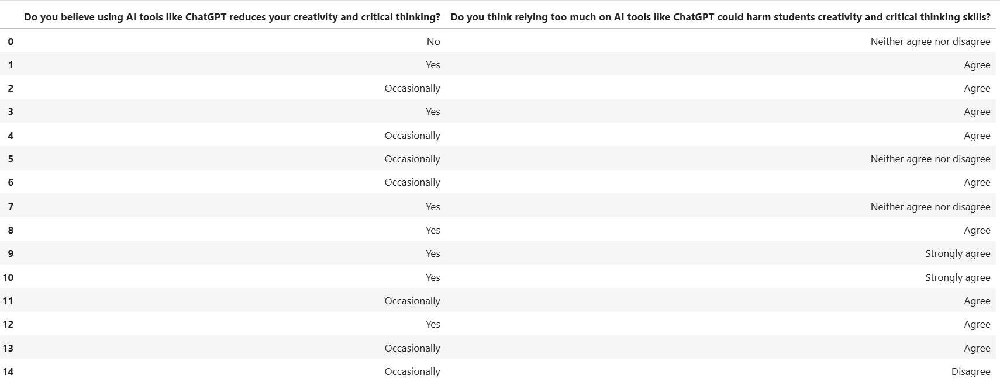 Do you believe using AI tools like ChatGPT reduces your creativity and critical thinking? Do you think relying too much on AI tools like ChatGPT could harm students creativity and critical thinking skills?
0 No Neither agree nor disagree
1 Yes Agree
2 Occasionally Agree
3 Yes Agree
4 Occasionally Agree
5 Occasionally Neither agree nor disagree
6 Occasionally Agree
7 Yes Neither agree nor disagree
8 Yes Agree
9 Yes Strongly agree
10 Yes Strongly agree
11 Occasionally Agree
12 Yes Agree
13 Occasionally Agree
14 Occasionally Disagree